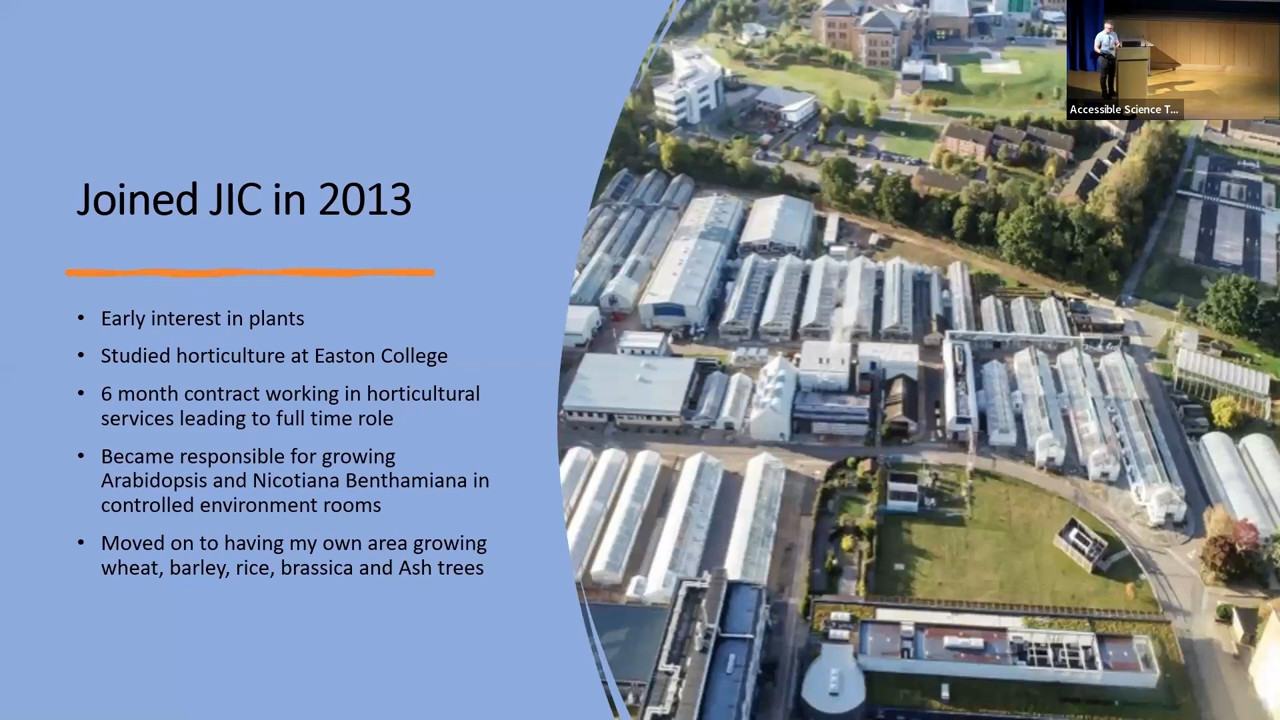 Accessible Science T...
Joined JIC in 2013
• Early interest in plants
• Studied horticulture at Easton College
• 6 month contract working in horticultural
services leading to full time role
• Became responsible for growing
Arabidopsis and Nicotiana Benthamiana in
controlled environment rooms
• Moved on to having my own area growing
wheat, barley, rice, brassica and Ash trees